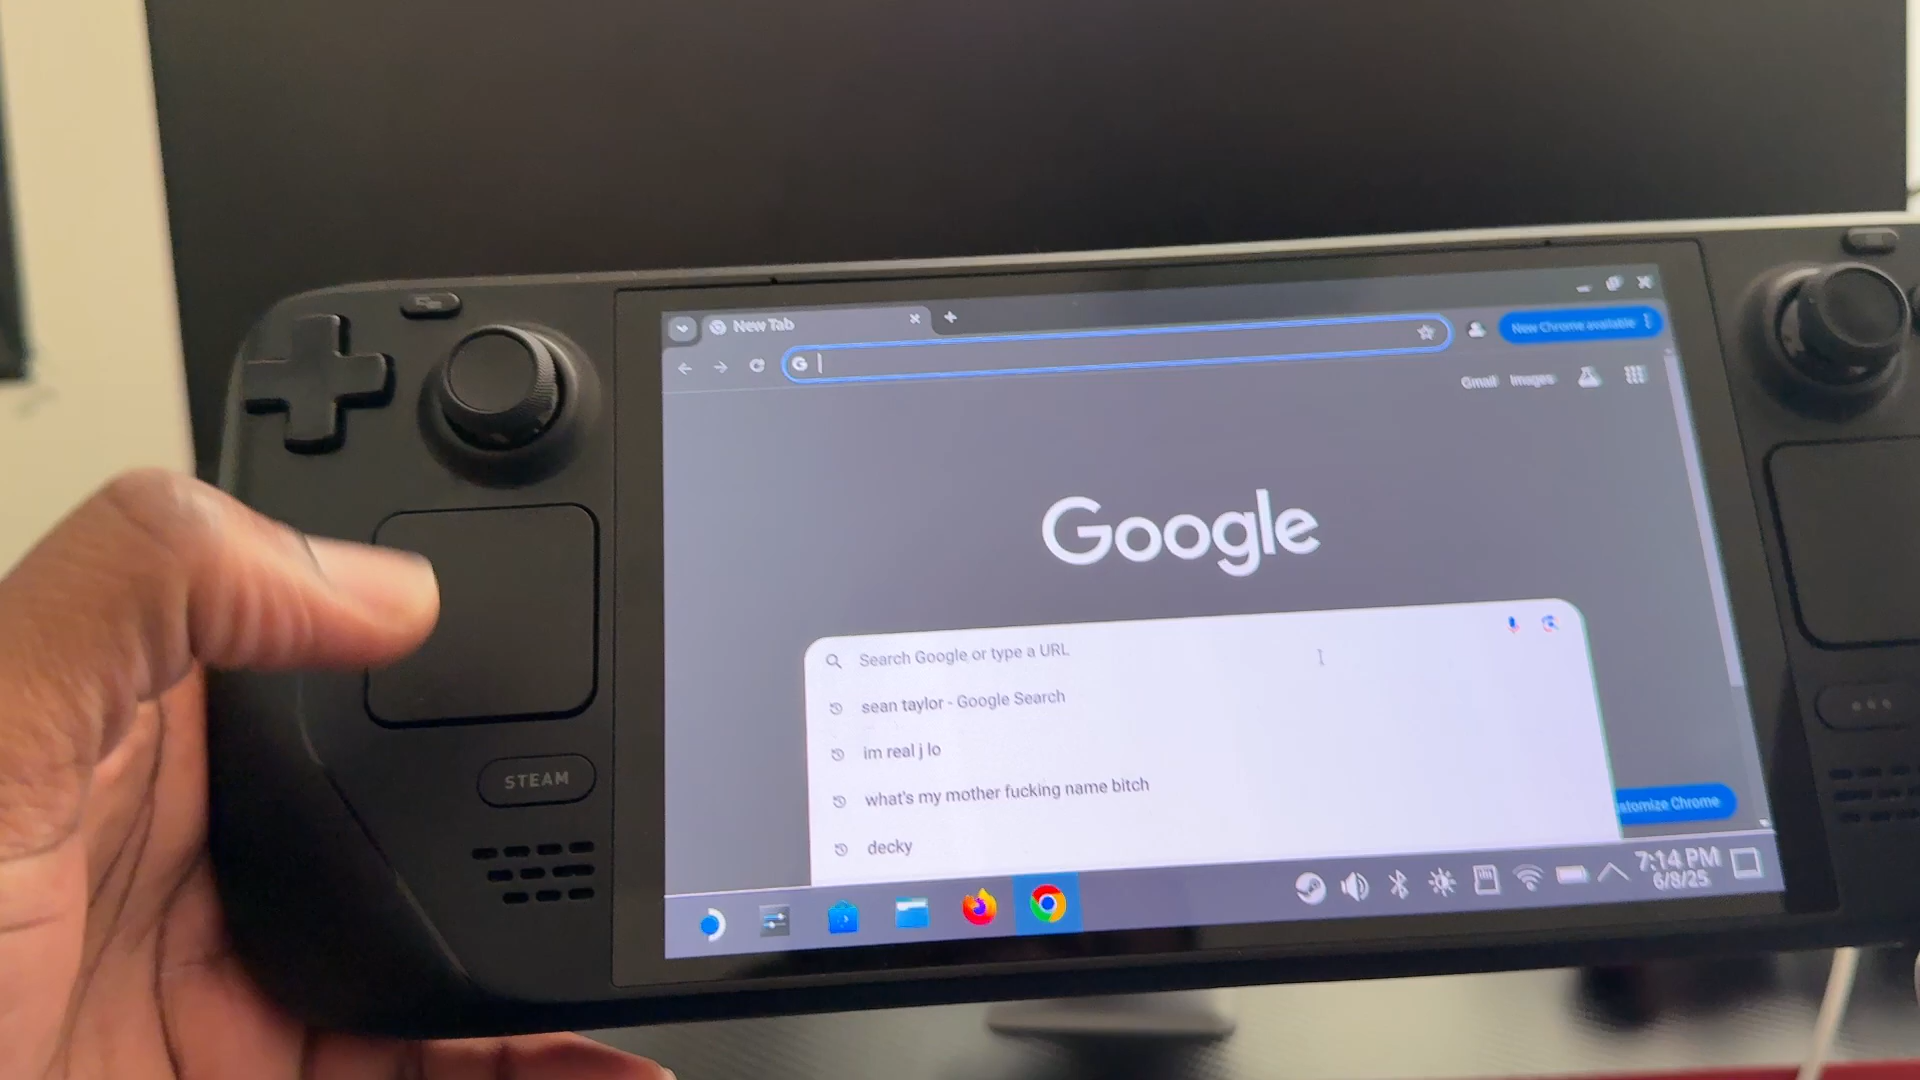 New Tab
New Chrome available
Gmail Images
Google
Search Google or type a URL
sean taylor - Google Search
im real j lo
what's my mother fucking name bitch
decky
stomize Chrome
STEAM
7:14 PM
6/8/25